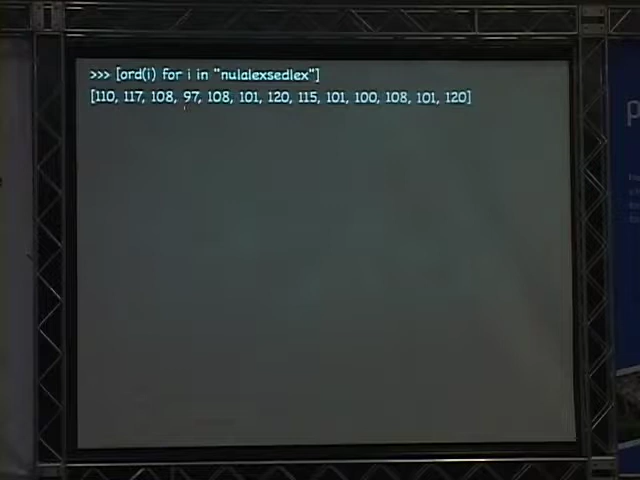 >>> [ord(i) for i in "nulalexsedlex"]
[110, 117, 108, 97, 108, 101, 120, 115, 101, 100, 108, 101, 120]